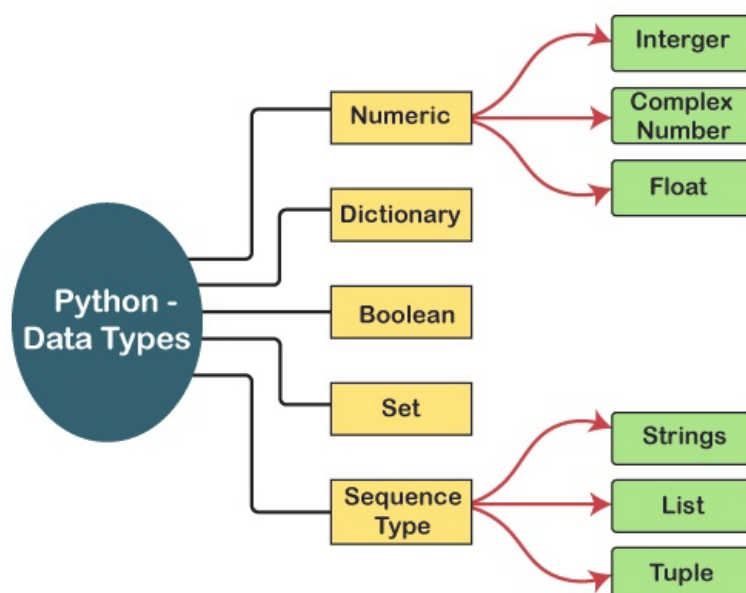 Python -
Data Types
Numeric
Dictionary
Boolean
Set
Sequence
Type
Interger
Complex
Number
Float
Strings
List
Tuple